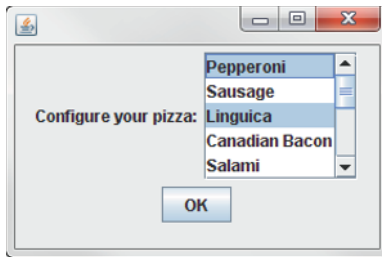 Pepperoni
Sausage
Configure your pizza: Linguica
Canadian Bacon
Salami
OK